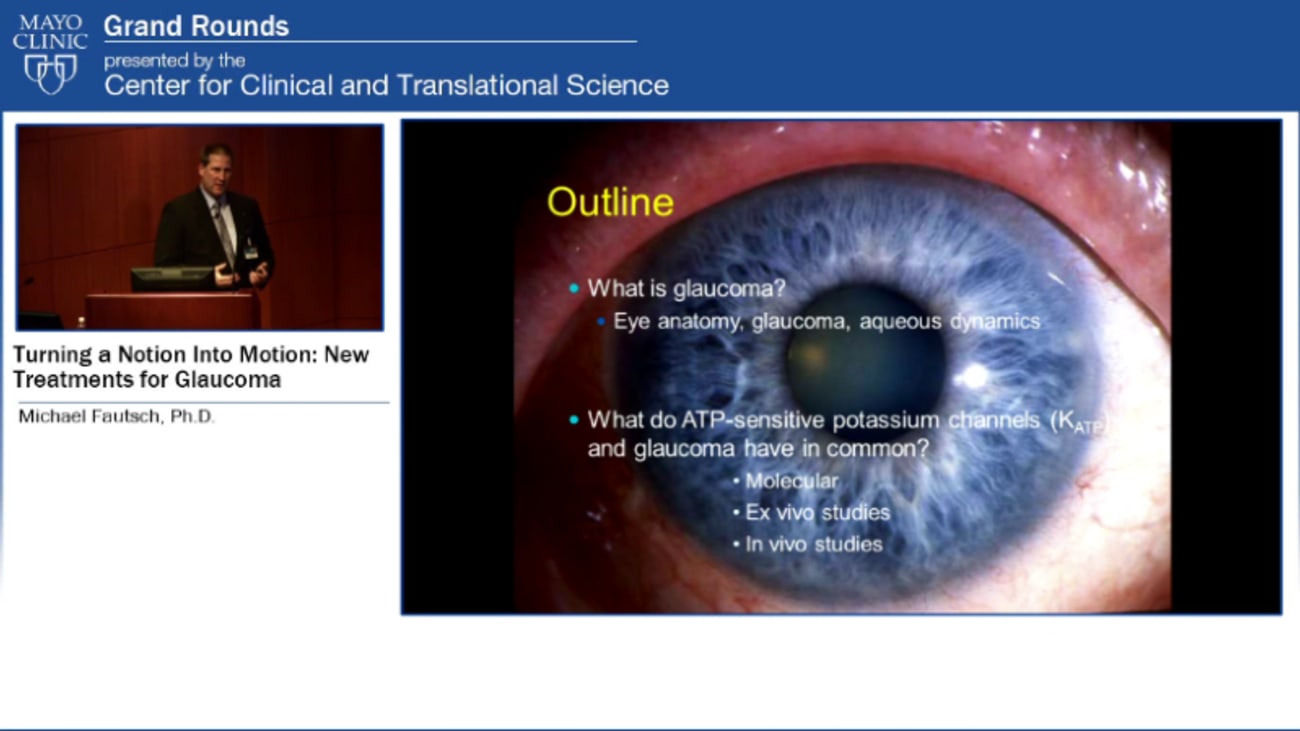 MAYO
CLINIC
Grand Rounds
presented by the
Center for Clinical and Translational Science
Turning a Notion Into Motion: New
Treatments for Glaucoma
Michael Fautsch, Ph.D.
Outline
• What is glaucoma?
• Eye anatomy, glaucoma, aqueous dynamics
• What do ATP-sensitive potassium channels (KATP)
and glaucoma have in common?
• Molecular
• Ex vivo studies
• In vivo studies